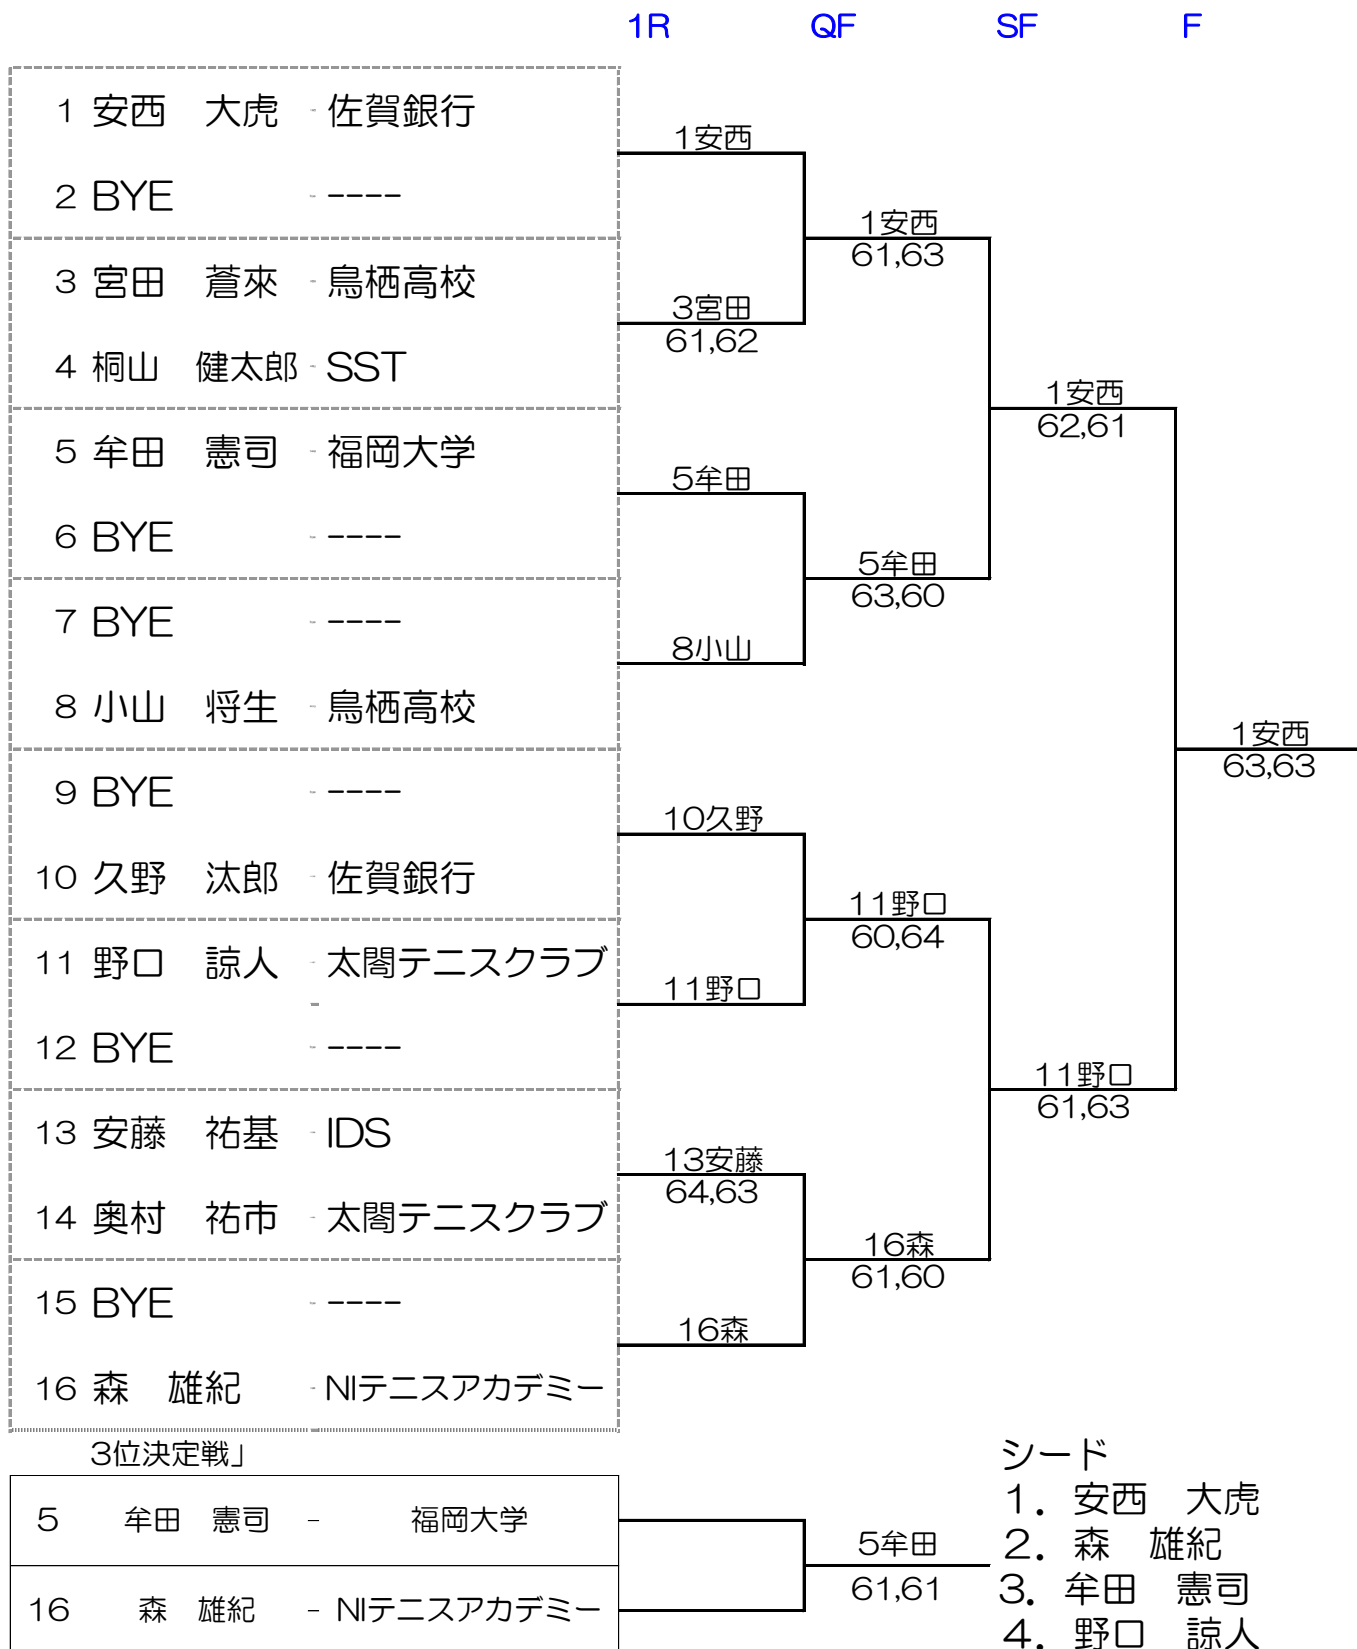 1R QF SF F
1 安西 大虎 - 佐賀銀行
1安西
2 BYE - ----
1安西
61,63
3 宮田 蒼來 - 鳥栖高校
3宮田
61,62
4 桐山 健太郎 - SST
1安西
62,61
5 牟田 憲司 - 福岡大学
5牟田
6 BYE - ----
5牟田
63,60
7 BYE - ----
8小山
8 小山 将生 - 鳥栖高校
1安西
63,63
9 BYE - ----
10久野
10 久野 汰郎 - 佐賀銀行
11野口
60,64
11 野口 諒人 - 太閤テニスクラブ
11野口
12 BYE - ----
11野口
61,63
13 安藤 祐基 - IDS
13安藤
64,63
14 奥村 祐市 - 太閤テニスクラブ
16森
61,60
15 BYE - ----
16森
16 森 雄紀 - NIテニスアカデミー
3位決定戦」
5 牟田 憲司 - 福岡大学
5牟田
61,61
16 森 雄紀 - NIテニスアカデミー
シード
1. 安西 大虎
2. 森 雄紀
3. 牟田 憲司
4. 野口 諒人